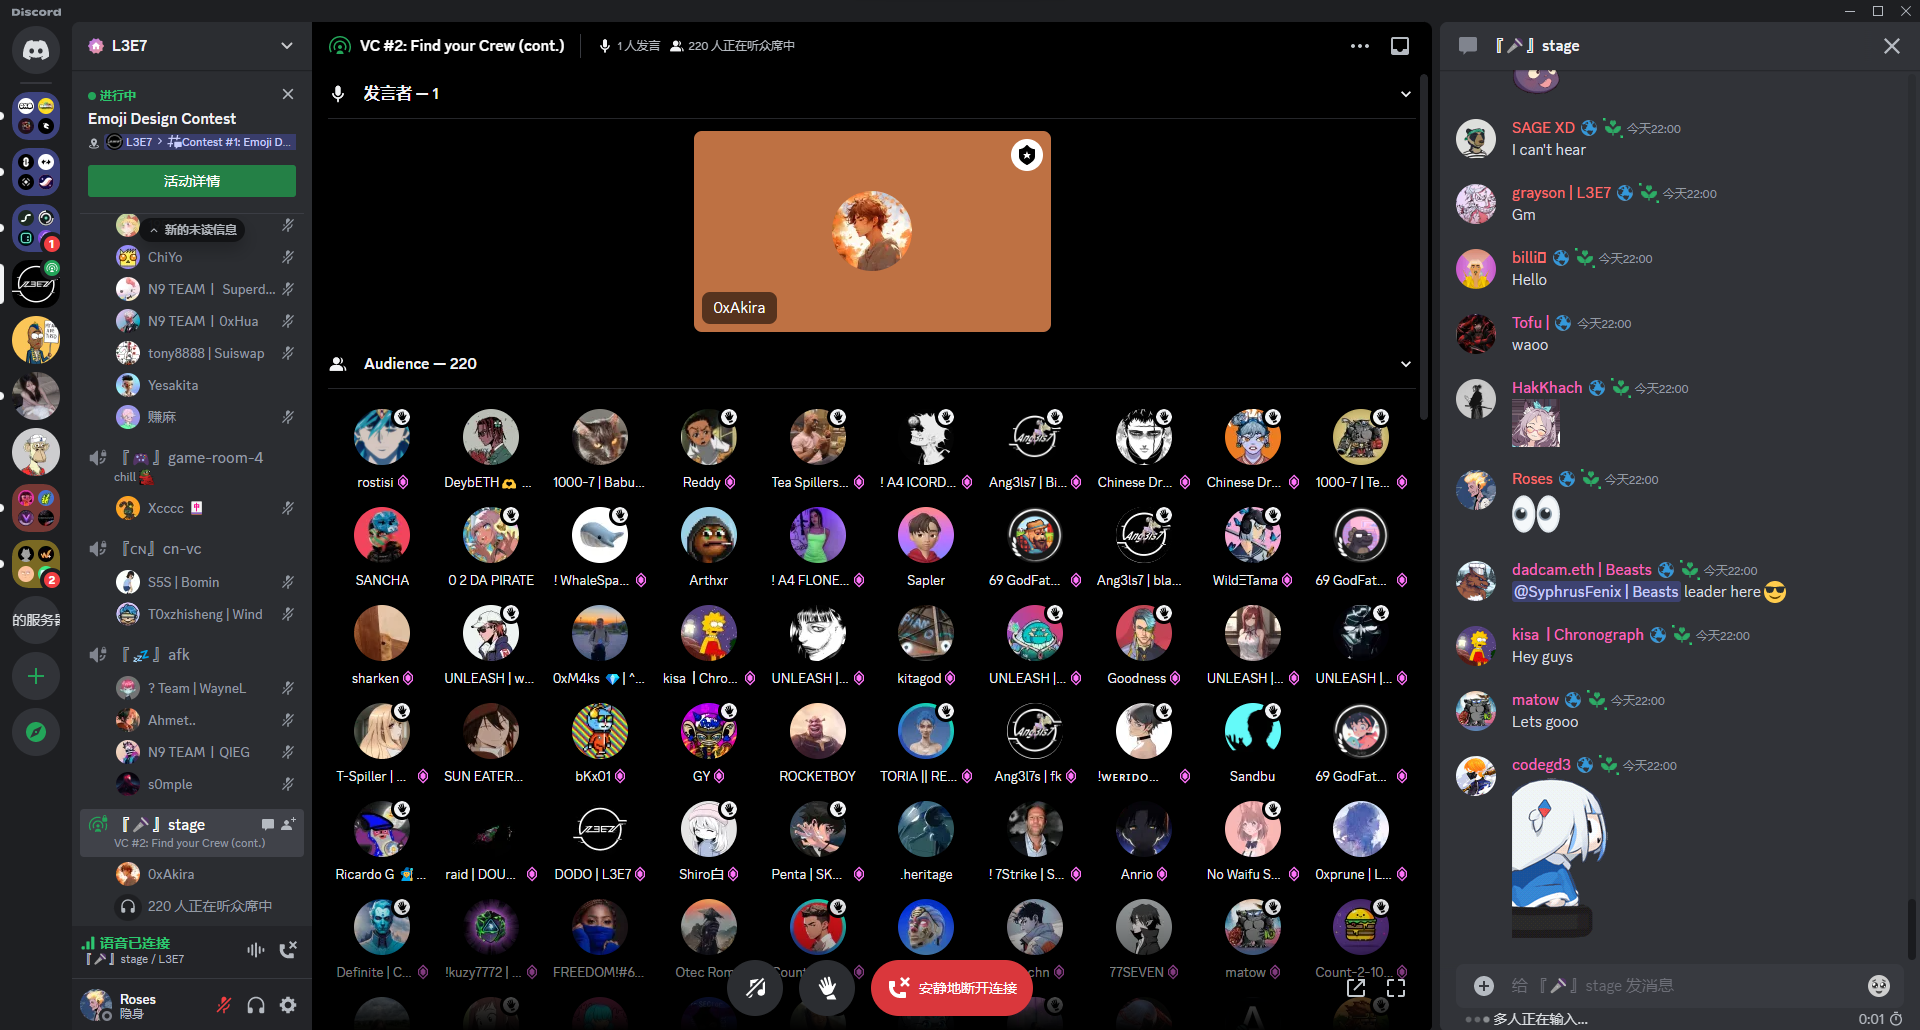 Discord
L3E7
进行中
Emoji Design Contest
L3E7 > Contest #1: Emoji D...
活动详情
新的未读信息
ChiYo
N9 TEAM | Superd...
N9 TEAM | 0xHua
tony8888 | Suiswap
Yesakita
赚麻
『🎮』game-room-4
chill
Xcccc 🀄
『CN』cn-vc
S5S | Bomin
T0xzhisheng | Wind
『💤』afk
? Team | WayneL
Ahmet..
N9 TEAM | QIEG
s0mple
『🎤』stage
VC #2: Find your Crew (cont.)
0xAkira
220 人正在听众席中
语音已连接
『🎤』stage / L3E7
Roses
隐身
1
2
的服务器
VC #2: Find your Crew (cont.)
1 人发言
220 人正在听众席中
发言者 — 1
0xAkira
Audience — 220
rostisi
DeybETH 🫶 ...
1000-7 | Babu...
Reddy
Tea Spillers...
! A4 ICORD...
Ang3ls7 | Bi...
Chinese Dr...
Chinese Dr...
1000-7 | Te...
SANCHA
0 2 DA PIRATE
! WhaleSpa...
Arthxr
! A4 FLONE...
Sapler
69 GodFat...
Ang3ls7 | bla...
WildΞTama
69 GodFat...
sharken
UNLEASH | w...
0xM4ks 💎 | ^...
kisa | Chro...
UNLEASH |...
kitagod
UNLEASH |...
Goodness
UNLEASH |...
UNLEASH |...
T-Spiller | ...
SUN EATER...
bKx01
GY
ROCKETBOY
TORIA || RE...
Ang3l7s | fk
!ᴡᴇʀɪᴅᴏ...
Sandbu
69 GodFat...
Ricardo G ...
raid | DOU...
DODO | L3E7
Shiro白
Penta | SK...
.heritage
! 7Strike | S...
Anrio
No Waifu S...
0xprune | L...
Definite | C...
!kuzy7772 | ...
FREEDOM!#6...
Otec Rom
Count
chn
77SEVEN
matow
Count-2-10...
安静地断开连接
『🎤』stage
SAGE XD 今天22:00
I can't hear
grayson | L3E7 今天22:00
Gm
billi 今天22:00
Hello
Tofu | 今天22:00
waoo
HakKhach 今天22:00
Roses 今天22:00
👀
dadcam.eth | Beasts 今天22:00
@SyphrusFenix | Beasts leader here 😎
kisa | Chronograph 今天22:00
Hey guys
matow 今天22:00
Lets gooo
codegd3 今天22:00
给『🎤』stage 发消息
多人正在输入...
0:01